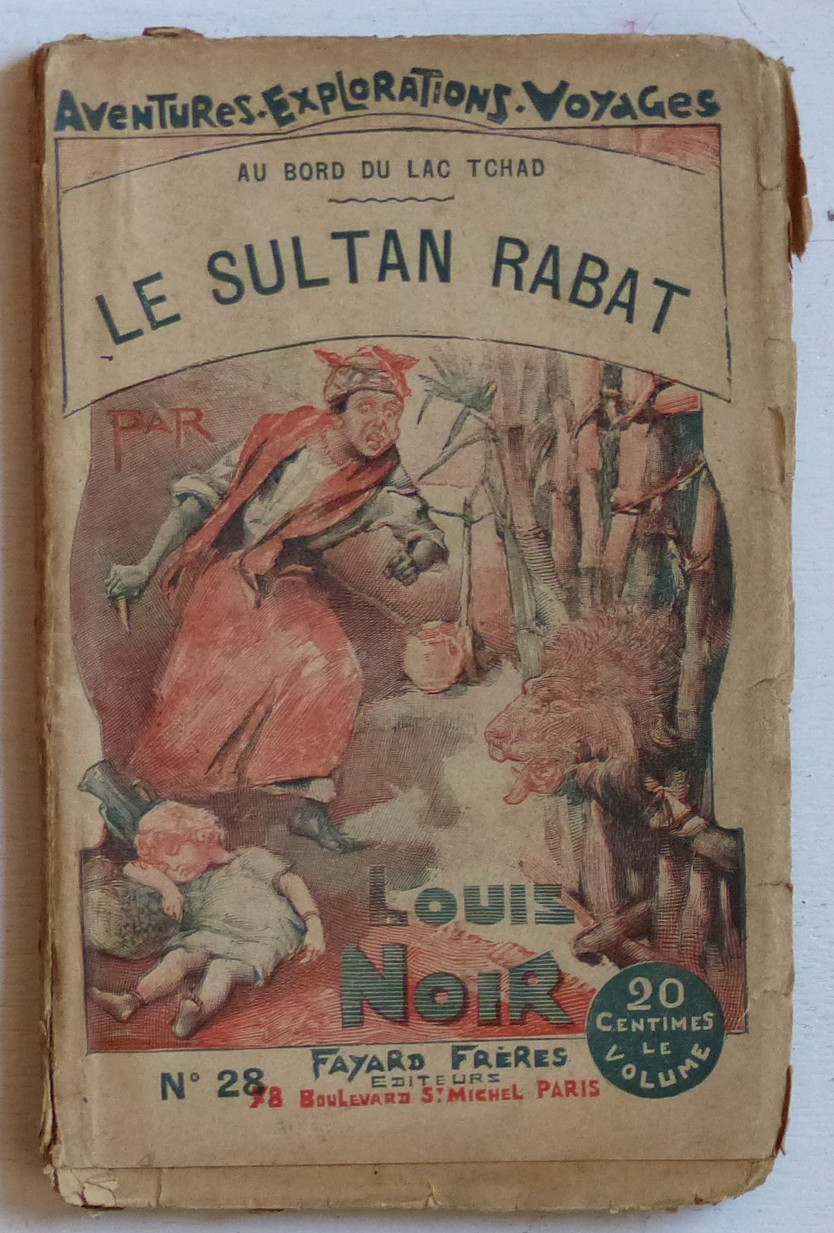 AVENTURES. EXPLORATIONS. VOYAGES
AU BORD DU LAC TCHAD
LE SULTAN RABAT
PAR
LOUIS
NOIR
20
CENTIMES
LE
VOLUME
N° 28
FAYARD FRÈRES
EDITEURS
78 BOULEVARD ST MICHEL PARIS